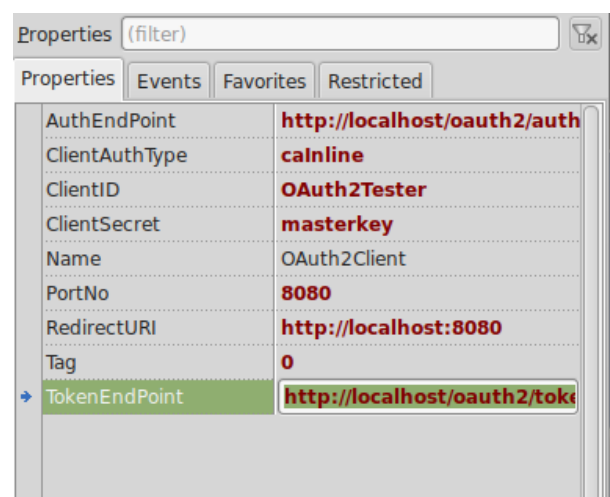 Properties (filter)
Properties Events Favorites Restricted
AuthEndPoint http://localhost/oauth2/auth
ClientAuthType caInline
ClientID OAuth2Tester
ClientSecret masterkey
Name OAuth2Client
PortNo 8080
RedirectURI http://localhost:8080
Tag 0
TokenEndPoint http://localhost/oauth2/toke